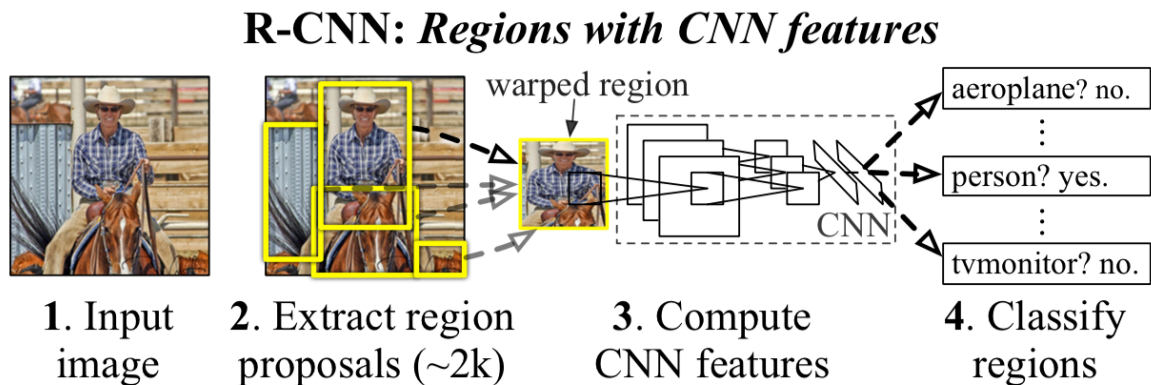 R-CNN: Regions with CNN features
warped region
aeroplane? no.
person? yes.
CNN
tvmonitor? no.
1. Input
image
2. Extract region
proposals (~2k)
3. Compute
CNN features
4. Classify
regions